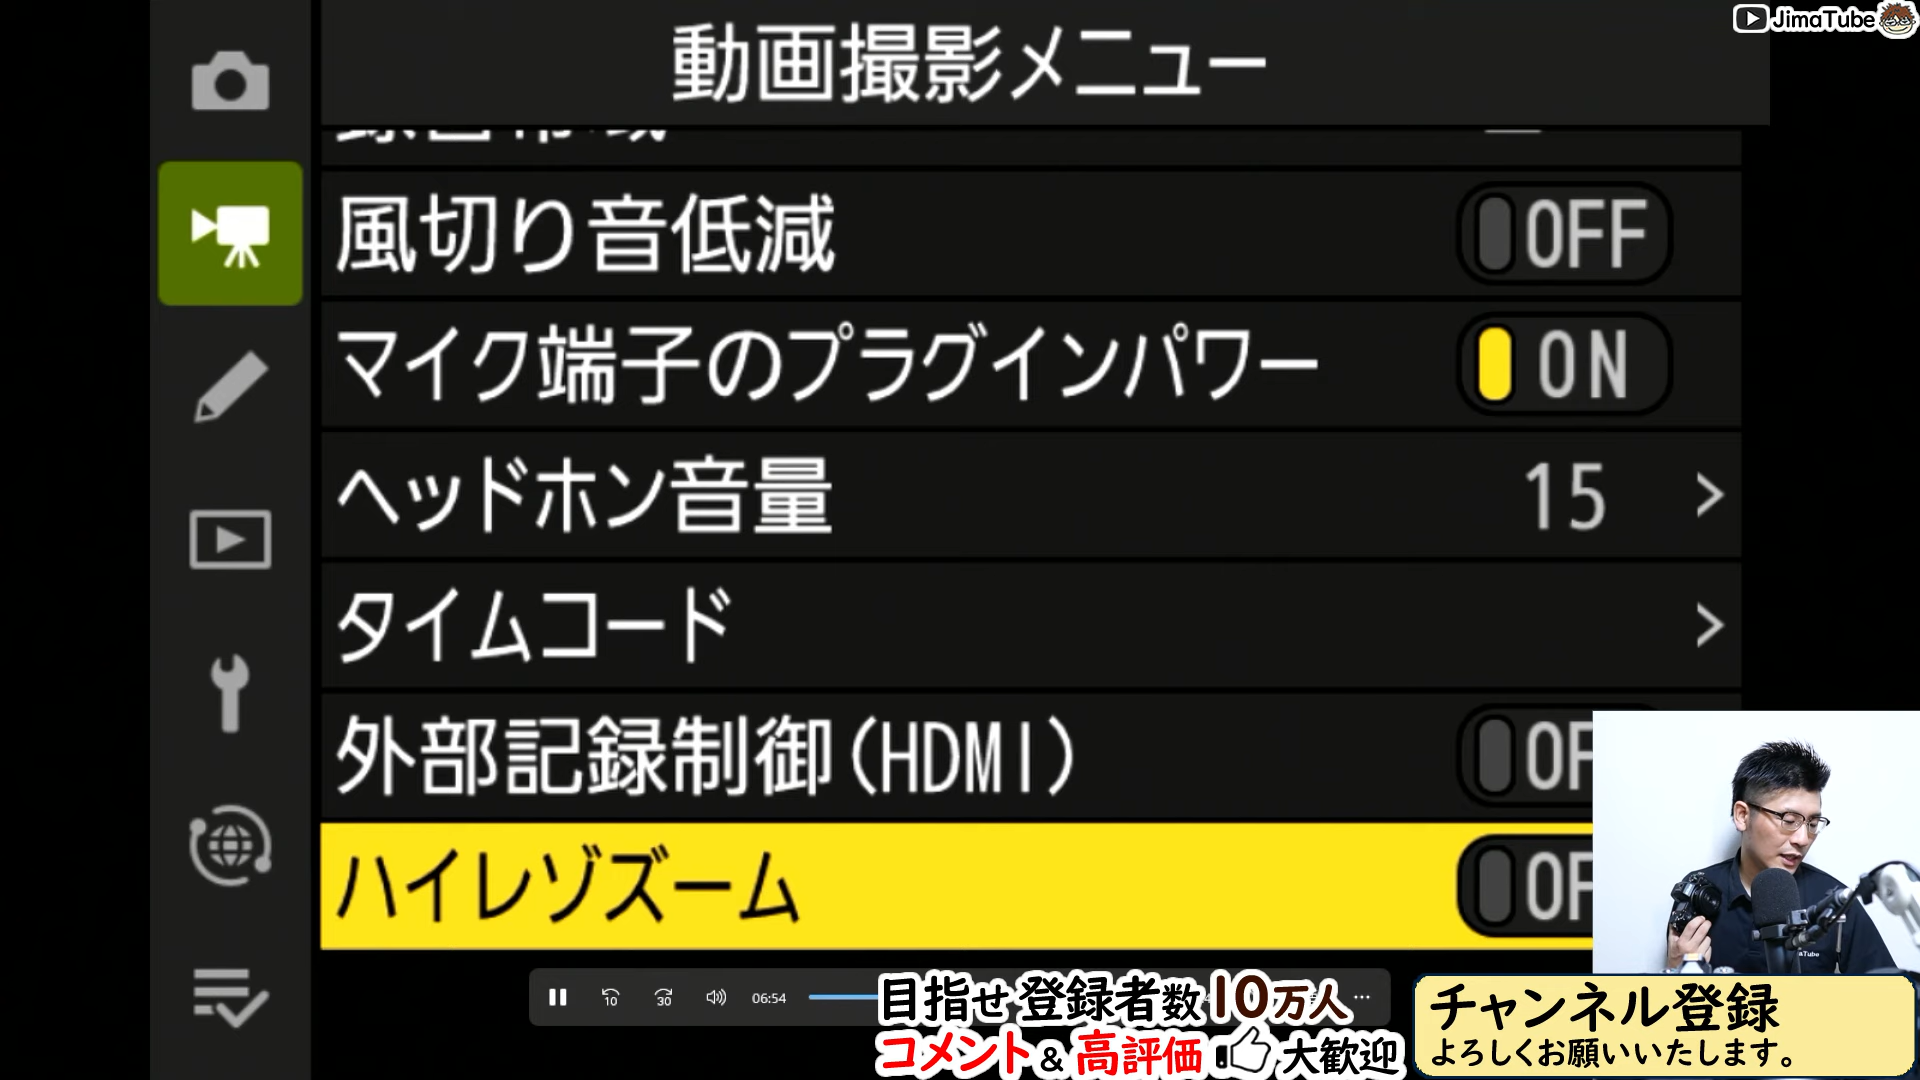 JimaTube
動画撮影メニュー
風切り音低減 OFF
マイク端子のプラグインパワー ON
ヘッドホン音量 15
タイムコード
外部記録制御(HDMI) OF
ハイレゾズーム OF
10 30 06:54
目指せ登録者数10万人
コメント&高評価 大歓迎
チャンネル登録
よろしくお願いいたします。